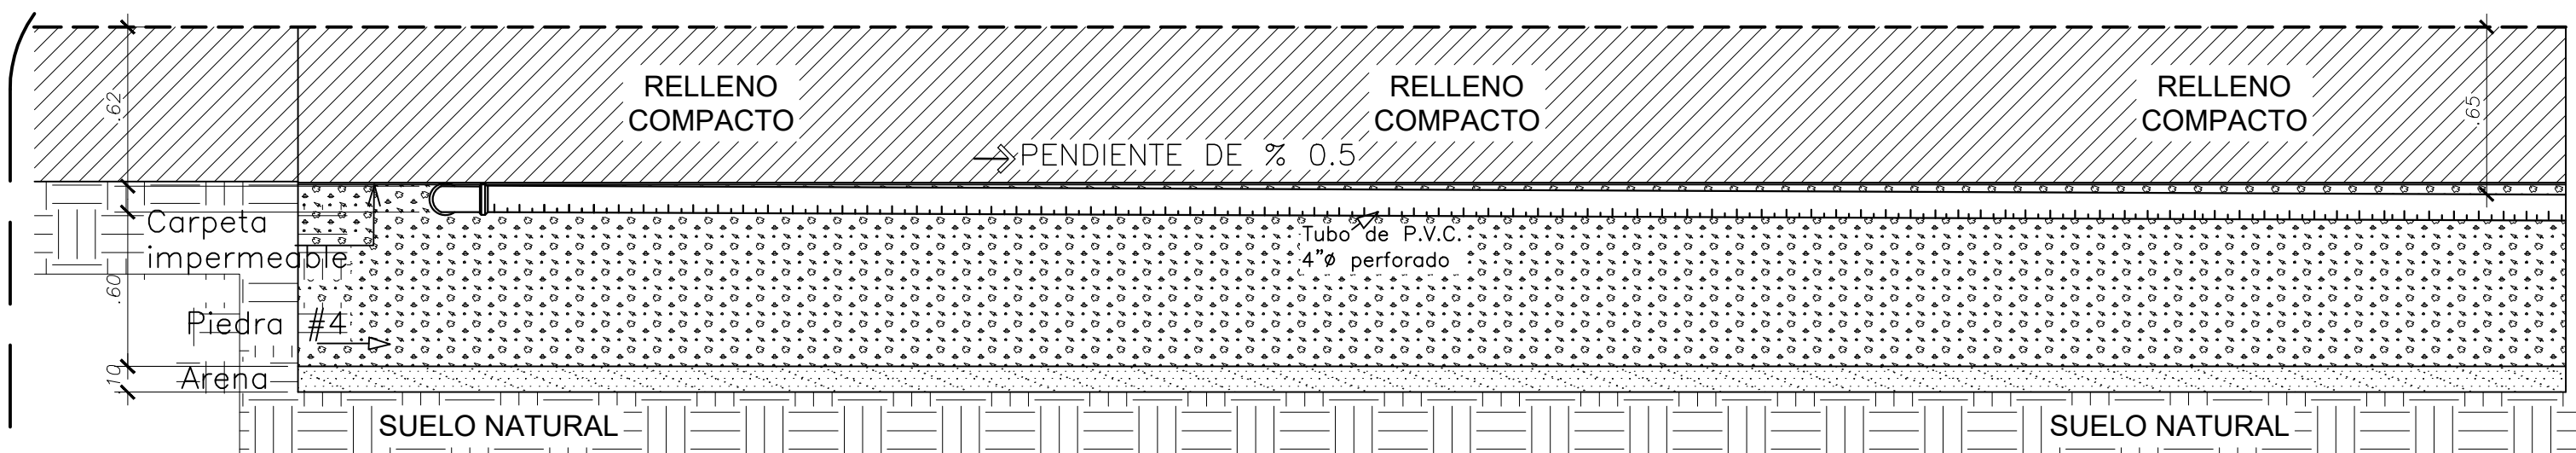 RELLENO
COMPACTO
RELLENO
COMPACTO
RELLENO
COMPACTO
.62
.65
PENDIENTE DE % 0.5
Carpeta
impermeable
Tubo de P.V.C.
4"ø perforado
.60
Piedra #4
.10
Arena
SUELO NATURAL
SUELO NATURAL